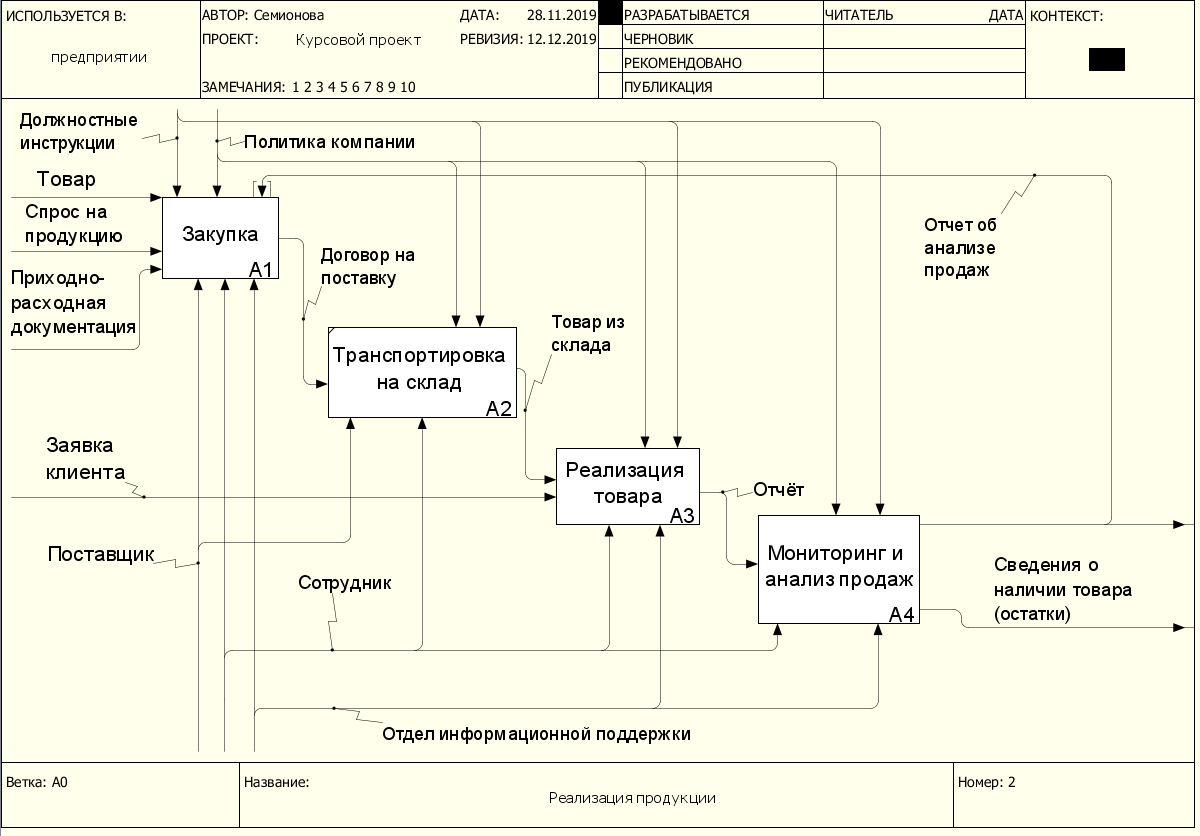 ИСПОЛЬЗУЕТСЯ В:
предприятии
АВТОР: Семионова
ДАТА: 28.11.2019
ПРОЕКТ: Курсовой проект
РЕВИЗИЯ: 12.12.2019
ЗАМЕЧАНИЯ: 1 2 3 4 5 6 7 8 9 10
РАЗРАБАТЫВАЕТСЯ
ЧЕРНОВИК
РЕКОМЕНДОВАНО
ПУБЛИКАЦИЯ
ЧИТАТЕЛЬ
ДАТА
КОНТЕКСТ:
Должностные
инструкции
Политика компании
Товар
Спрос на
продукцию
Приходно-
расходная
документация
Закупка
A1
Договор на
поставку
Отчет об
анализе
продаж
Транспортировка
на склад
A2
Товар из
склада
Заявка
клиента
Реализация
товара
A3
Отчёт
Поставщик
Мониторинг и
анализ продаж
A4
Сотрудник
Сведения о
наличии товара
(остатки)
Отдел информационной поддержки
Ветка: A0
Название:
Реализация продукции
Номер: 2